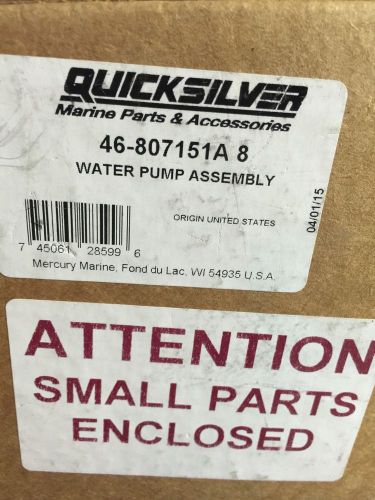 QUICKSILVER
Marine Parts & Accessories
46-807151A 8
WATER PUMP ASSEMBLY
ORIGIN UNITED STATES
04/01/15
7 45061 28599 6
Mercury Marine, Fond du Lac, WI 54935 U.S.A.
ATTENTION
SMALL PARTS
ENCLOSED